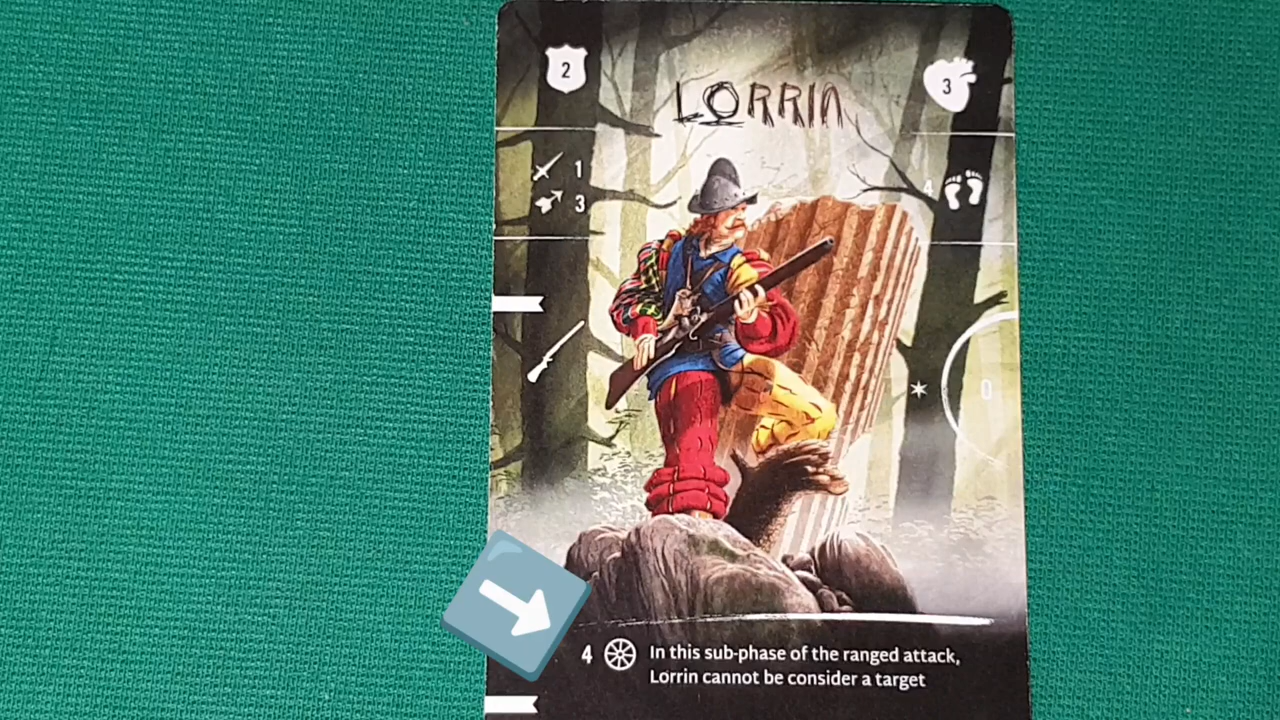 2
LORRIN
3
1
3
4
0
4 In this sub-phase of the ranged attack,
Lorrin cannot be consider a target